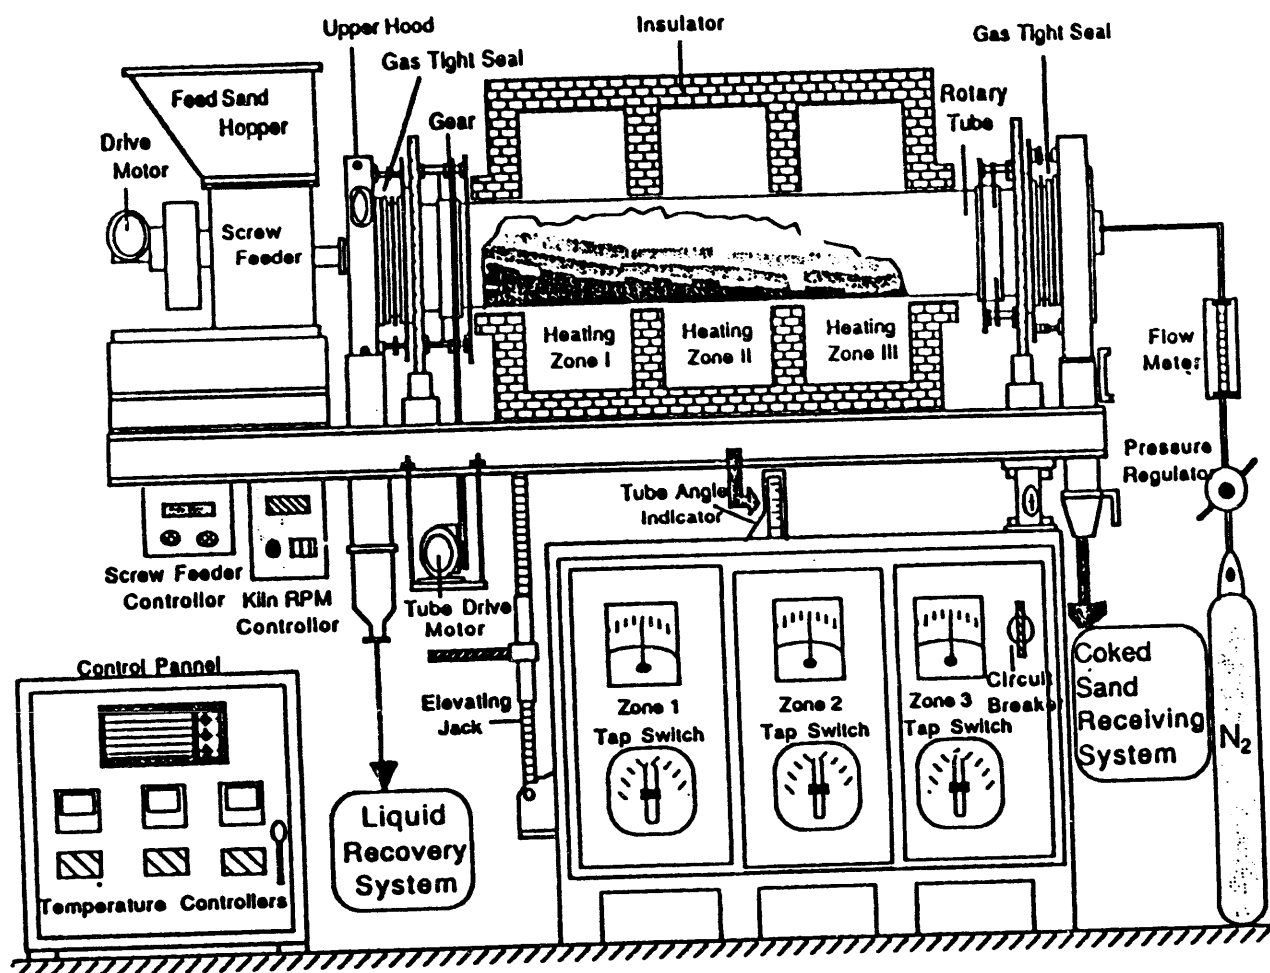 Upper Hood
Insulator
Gas Tight Seal
Gas Tight Seal
Feed Sand
Hopper
Gear
Rotary
Tube
Drive
Motor
Screw
Feeder
Heating
Zone I
Heating
Zone II
Heating
Zone III
Flow
Meter
Pressure
Regulator
Tube Angle
Indicator
Screw Feeder
Controllor
Kiln RPM
Controllor
Tube Drive
Motor
Control Pannel
Elevating
Jack
Zone 1
Tap Switch
Zone 2
Tap Switch
Zone 3
Tap Switch
Circuit
Breaker
Coked
Sand
Receiving
System
N2
Liquid
Recovery
System
Temperature Controllers